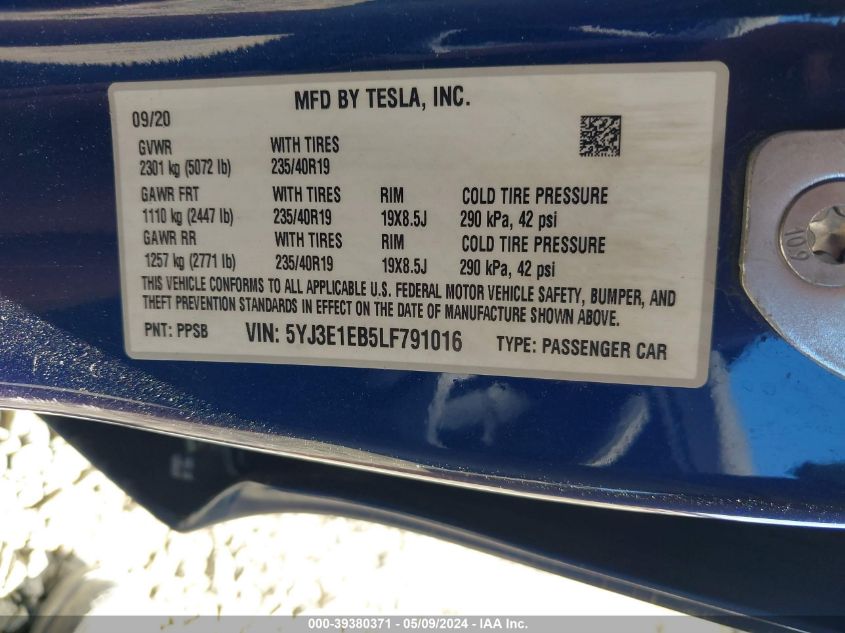 MFD BY TESLA, INC.
09/20
GVWR WITH TIRES
2301 kg (5072 lb) 235/40R19
GAWR FRT WITH TIRES RIM COLD TIRE PRESSURE
1110 kg (2447 lb) 235/40R19 19X8.5J 290 kPa, 42 psi
GAWR RR WITH TIRES RIM COLD TIRE PRESSURE
1257 kg (2771 lb) 235/40R19 19X8.5J 290 kPa, 42 psi
THIS VEHICLE CONFORMS TO ALL APPLICABLE U.S. FEDERAL MOTOR VEHICLE SAFETY, BUMPER, AND
THEFT PREVENTION STANDARDS IN EFFECT ON THE DATE OF MANUFACTURE SHOWN ABOVE.
PNT: PPSB VIN: 5YJ3E1EB5LF791016 TYPE: PASSENGER CAR
10.9
000-39380371 - 05/09/2024 - IAA Inc.